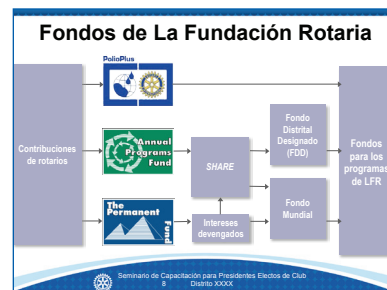 Fondos de La Fundación Rotaria
PolioPlus
Contribuciones
de rotarios
Annual
Programs
Fund
SHARE
Fondo
Distrital
Designado
(FDD)
Fondos
para los
programas
de LFR
The
Permanent
Fund
Intereses
devengados
Fondo
Mundial
Seminario de Capacitación para Presidentes Electos de Club
8 Distrito XXXX